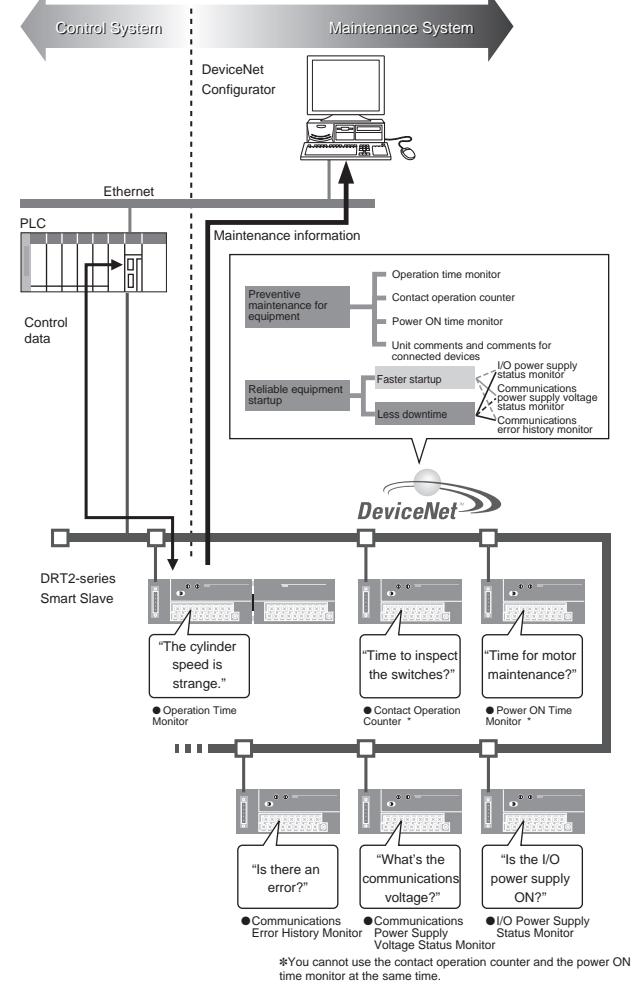 Control System
Maintenance System
DeviceNet
Configurator
Ethernet
PLC
Maintenance information
Control
data
Preventive
maintenance for
equipment
Operation time monitor
Contact operation counter
Power ON time monitor
Unit comments and comments for
connected devices
Reliable equipment
startup
Faster startup
Less downtime
I/O power supply
status monitor
Communications
power supply voltage
status monitor
Communications
error history monitor
DeviceNet™
DRT2-series
Smart Slave
“The cylinder
speed is
strange.”
● Operation Time
Monitor
“Time to inspect
the switches?”
● Contact Operation
Counter *
“Time for motor
maintenance?”
● Power ON Time
Monitor *
“Is there an
error?”
● Communications
Error History Monitor
“What's the
communications
voltage?”
● Communications
Power Supply
Voltage Status Monitor
“Is the I/O
power supply
ON?”
● I/O Power Supply
Status Monitor
✽You cannot use the contact operation counter and the power ON
time monitor at the same time.